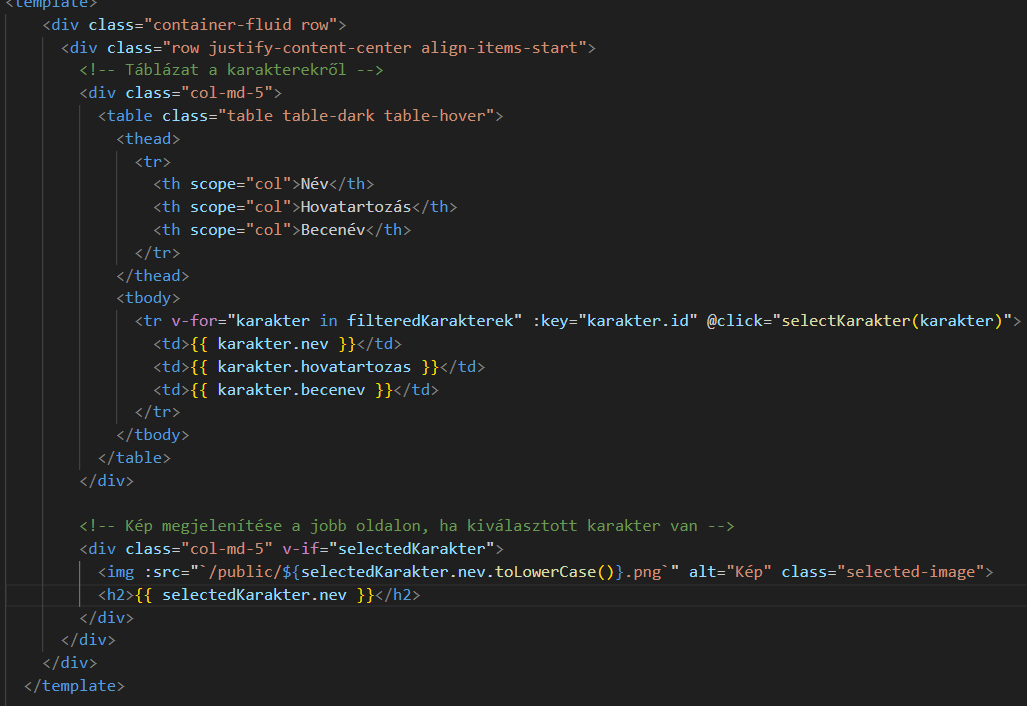 <template>
<div class="container-fluid row">
<div class="row justify-content-center align-items-start">
<!-- Táblázat a karakterekről -->
<div class="col-md-5">
<table class="table table-dark table-hover">
<thead>
<tr>
<th scope="col">Név</th>
<th scope="col">Hovatartozás</th>
<th scope="col">Becenév</th>
</tr>
</thead>
<tbody>
<tr v-for="karakter in filteredKarakterek" :key="karakter.id" @click="selectKarakter(karakter)">
<td>{{ karakter.nev }}</td>
<td>{{ karakter.hovatartozas }}</td>
<td>{{ karakter.becenev }}</td>
</tr>
</tbody>
</table>
</div>
<!-- Kép megjelenítése a jobb oldalon, ha kiválasztott karakter van -->
<div class="col-md-5" v-if="selectedKarakter">
<img :src="`/public/${selectedKarakter.nev.toLowerCase()}.png`" alt="Kép" class="selected-image">
<h2>{{ selectedKarakter.nev }}</h2>
</div>
</div>
</div>
</template>